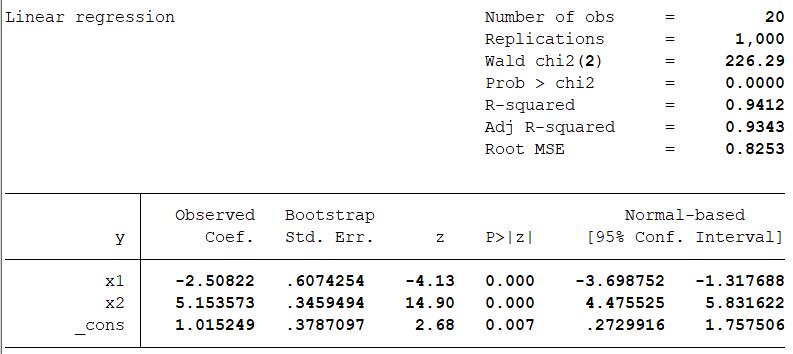 Linear regression Number of obs = 20
Replications = 1,000
Wald chi2(2) = 226.29
Prob > chi2 = 0.0000
R-squared = 0.9412
Adj R-squared = 0.9343
Root MSE = 0.8253
Observed Bootstrap Normal-based
y Coef. Std. Err. z P>|z| [95% Conf. Interval]
x1 -2.50822 .6074254 -4.13 0.000 -3.698752 -1.317688
x2 5.153573 .3459494 14.90 0.000 4.475525 5.831622
_cons 1.015249 .3787097 2.68 0.007 .2729916 1.757506